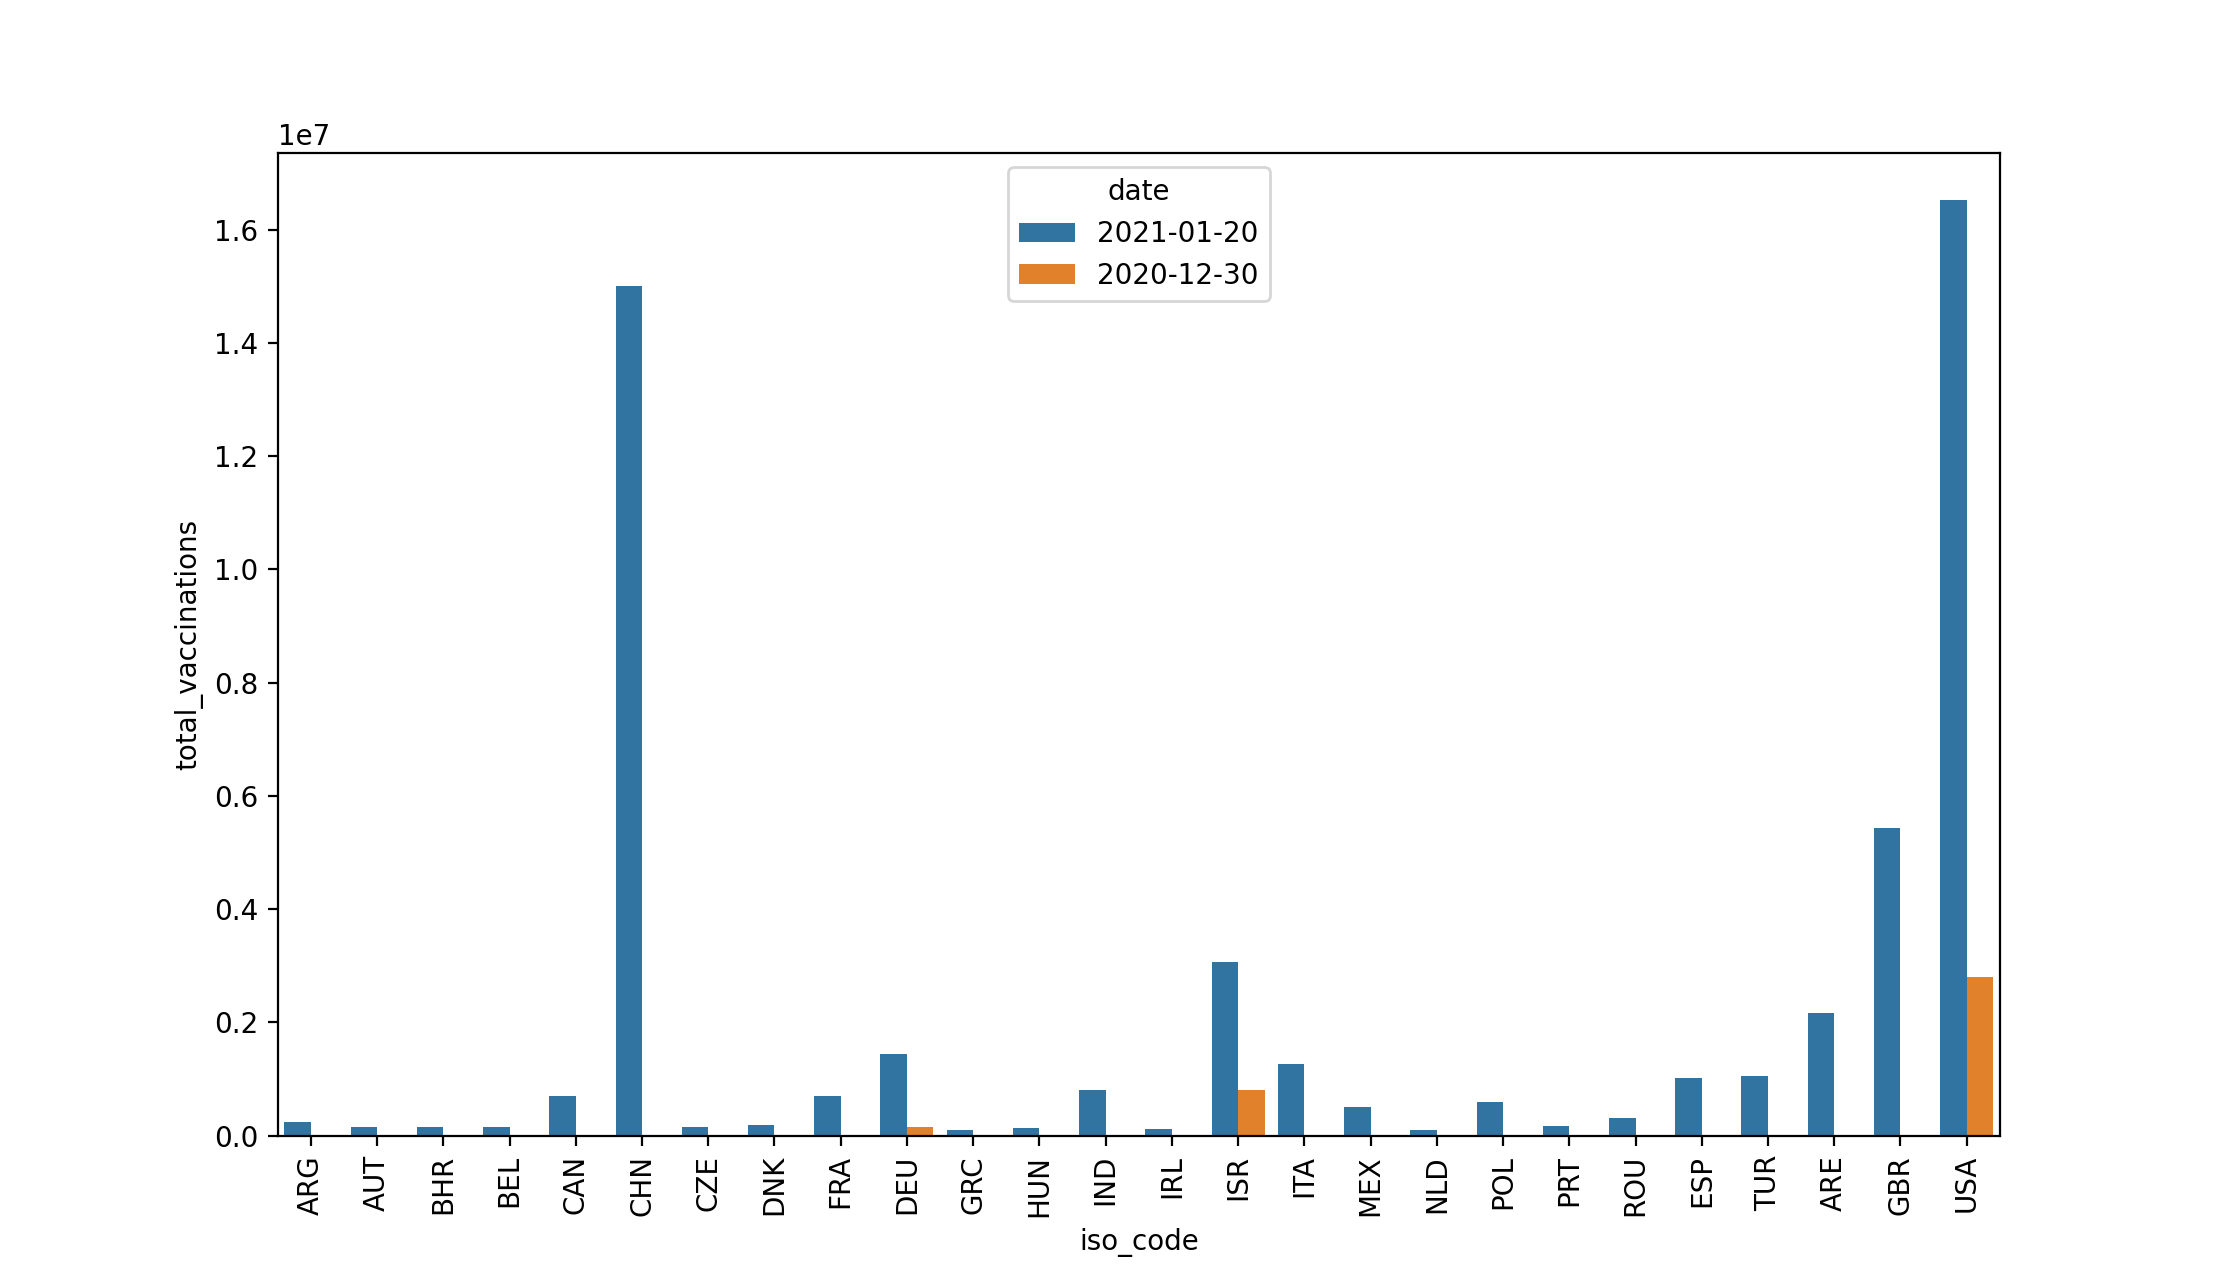 1e7
date
2021-01-20
2020-12-30
1.6
1.4
1.2
1.0
0.8
0.6
0.4
0.2
0.0
total_vaccinations
ARG AUT BHR BEL CAN CHN CZE DNK FRA DEU GRC HUN IND IRL ISR ITA MEX NLD POL PRT ROU ESP TUR ARE GBR USA
iso_code